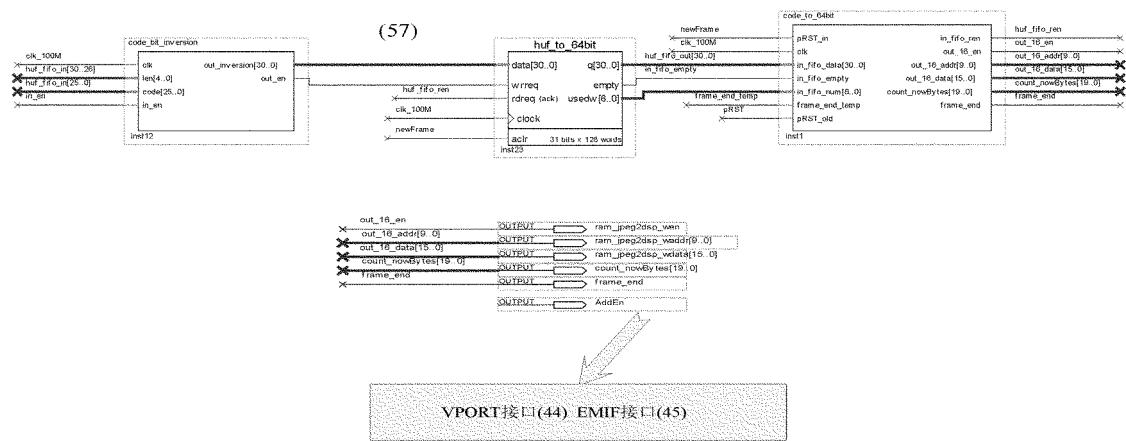 (57)
code_bit_inversion
clk_100M
huf_fifo_in[30..26]
huf_fifo_in[25..0]
in_en
clk
len[4..0]
code[25..0]
in_en
out_inversion[30..0]
out_en
inst12
huf_to_64bit
huf_fifo_ren
clk_100M
newFrame
data[30..0]
wrreq
rdreq (ack)
clock
aclr
q[30..0]
empty
usedw[6..0]
31 bits x 128 words
inst23
huf_fifo_out[30..0]
in_fifo_empty
code_to_64bit
newFrame
clk_100M
frame_end_temp
pRST
pRST_in
clk
in_fifo_data[30..0]
in_fifo_empty
in_fifo_num[6..0]
frame_end_temp
pRST_old
in_fifo_ren
out_16_en
out_16_addr[9..0]
out_16_data[15..0]
count_nowBytes[19..0]
frame_end
huf_fifo_ren
out_16_en
out_16_addr[9..0]
out_16_data[15..0]
count_nowBytes[19..0]
frame_end
inst1
out_16_en OUTPUT ram_jpeg2dsp_wen
out_16_addr[9..0] OUTPUT ram_jpeg2dsp_waddr[9..0]
out_16_data[15..0] OUTPUT ram_jpeg2dsp_wdata[15..0]
count_nowBytes[19..0] OUTPUT count_nowBytes[19..0]
frame_end OUTPUT frame_end
OUTPUT AddEn
VPORT接口(44) EMIF接口(45)